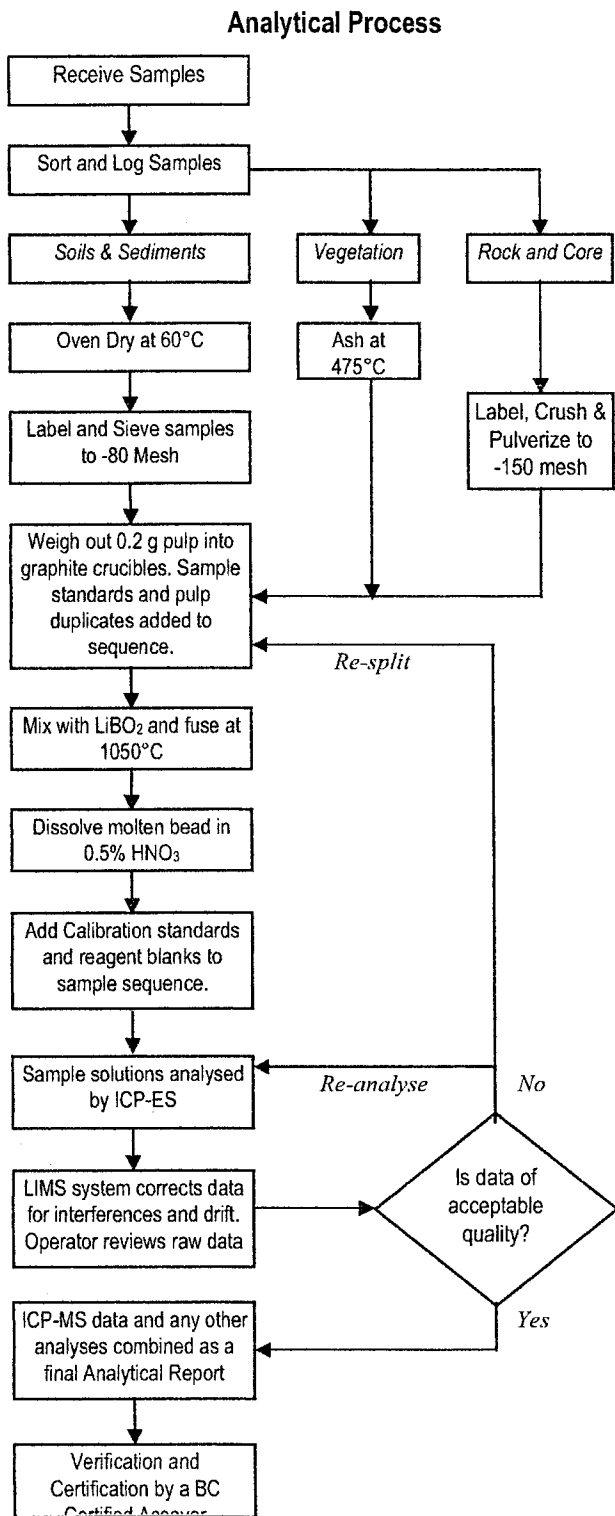 Analytical Process
Receive Samples
Sort and Log Samples
Soils & Sediments
Vegetation
Rock and Core
Oven Dry at 60°C
Ash at
475°C
Label and Sieve samples
to -80 Mesh
Label, Crush &
Pulverize to
-150 mesh
Weigh out 0.2 g pulp into
graphite crucibles. Sample
standards and pulp
duplicates added to
sequence.
Re-split
Mix with LiBO₂ and fuse at
1050°C
Dissolve molten bead in
0.5% HNO₃
Add Calibration standards
and reagent blanks to
sample sequence.
Sample solutions analysed
by ICP-ES
Re-analyse
No
LIMS system corrects data
for interferences and drift.
Operator reviews raw data
Is data of
acceptable
quality?
Yes
ICP-MS data and any other
analyses combined as a
final Analytical Report
Verification and
Certification by a BC
Certified Assayer